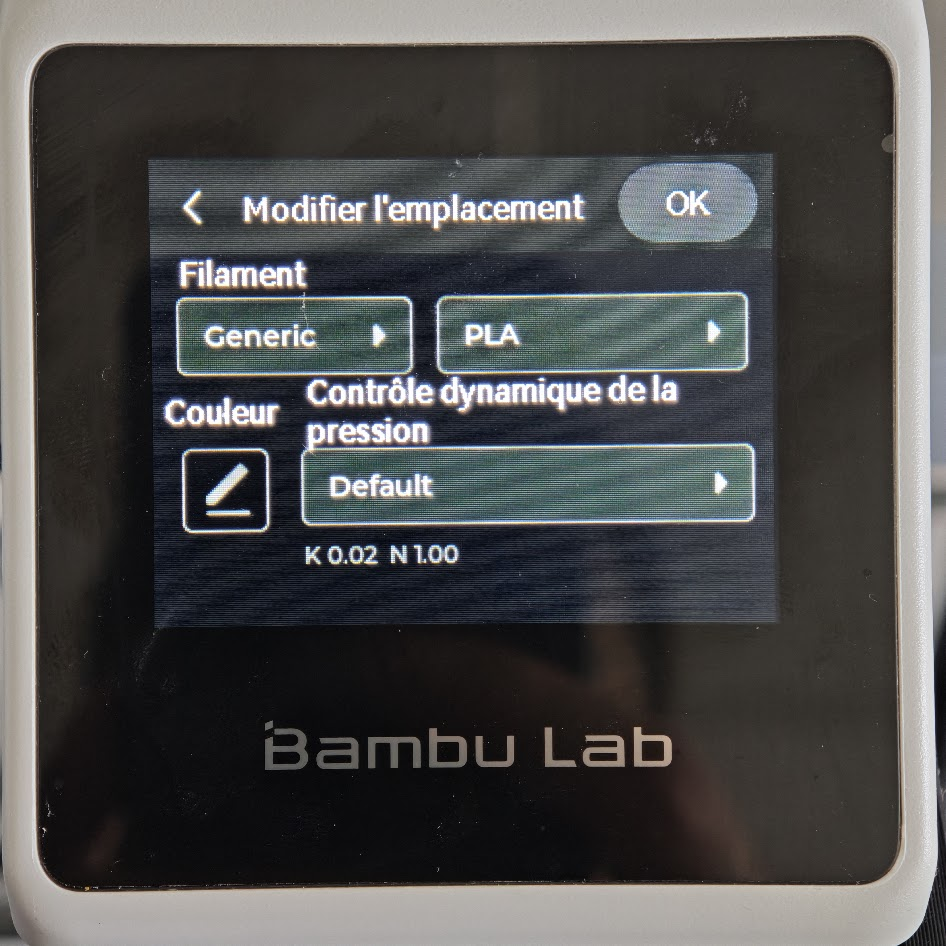 Modifier l'emplacement
OK
Filament
Generic
PLA
Couleur
Contrôle dynamique de la
pression
Default
K 0.02 N 1.00
Bambu Lab